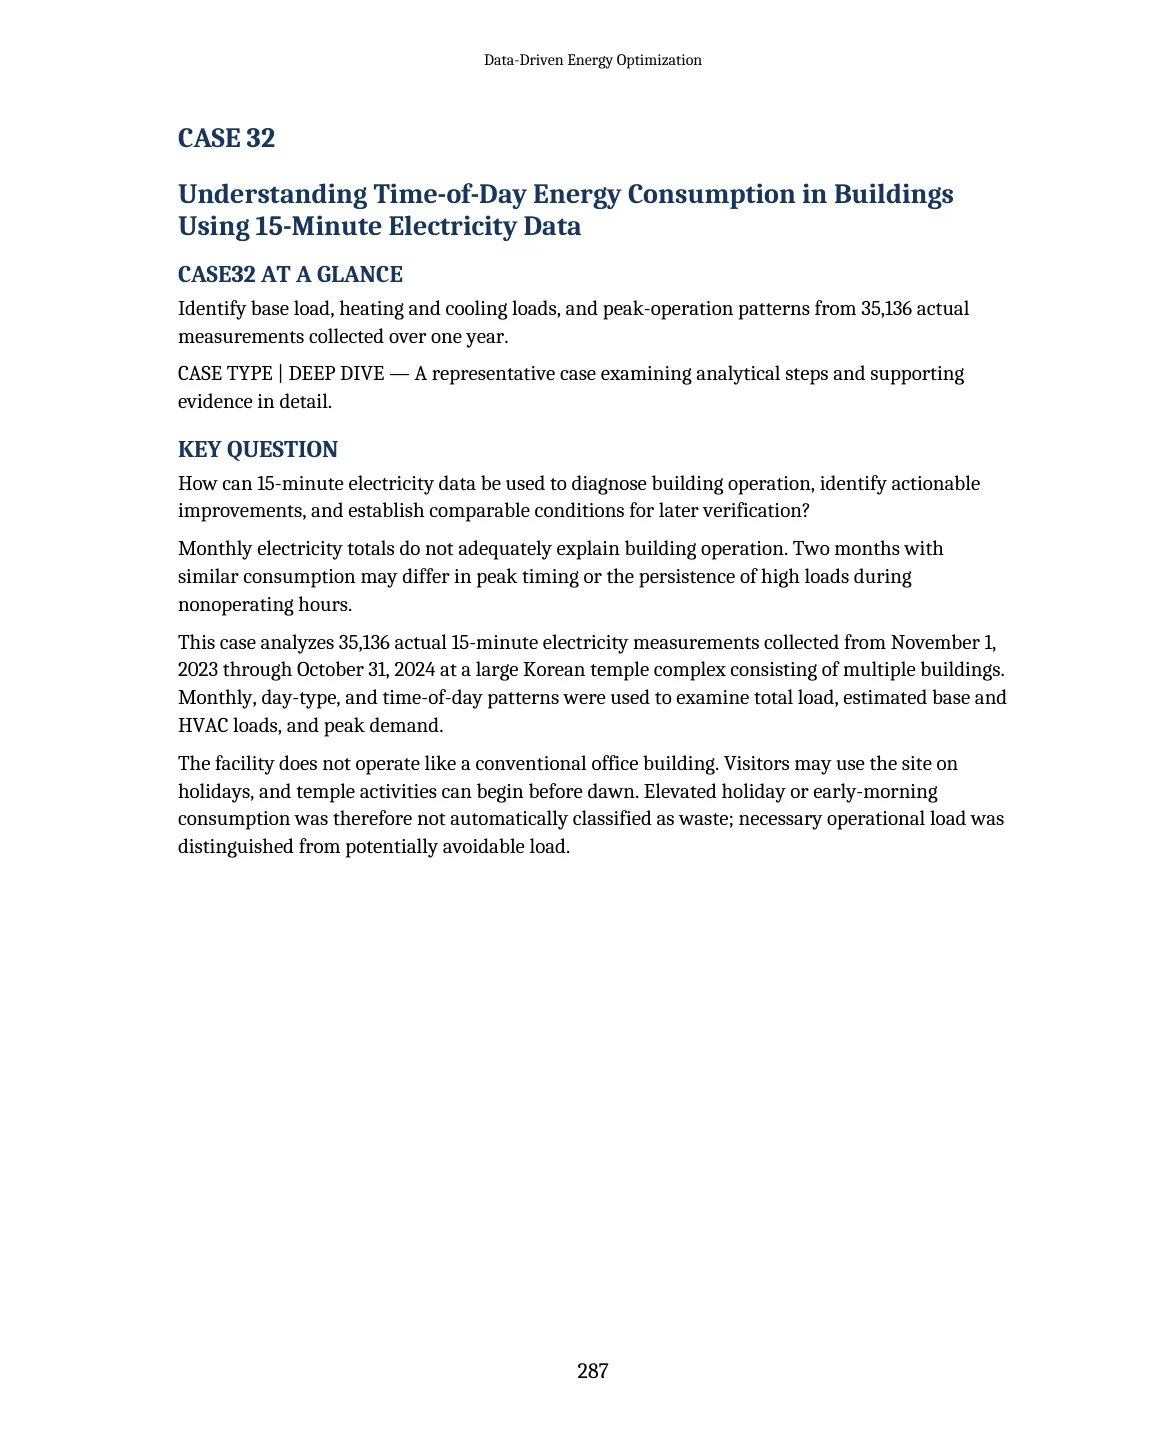 Data-Driven Energy Optimization
CASE 32
Understanding Time-of-Day Energy Consumption in Buildings
Using 15-Minute Electricity Data
CASE32 AT A GLANCE
Identify base load, heating and cooling loads, and peak-operation patterns from 35,136 actual
measurements collected over one year.
CASE TYPE | DEEP DIVE — A representative case examining analytical steps and supporting
evidence in detail.
KEY QUESTION
How can 15-minute electricity data be used to diagnose building operation, identify actionable
improvements, and establish comparable conditions for later verification?
Monthly electricity totals do not adequately explain building operation. Two months with
similar consumption may differ in peak timing or the persistence of high loads during
nonoperating hours.
This case analyzes 35,136 actual 15-minute electricity measurements collected from November 1,
2023 through October 31, 2024 at a large Korean temple complex consisting of multiple buildings.
Monthly, day-type, and time-of-day patterns were used to examine total load, estimated base and
HVAC loads, and peak demand.
The facility does not operate like a conventional office building. Visitors may use the site on
holidays, and temple activities can begin before dawn. Elevated holiday or early-morning
consumption was therefore not automatically classified as waste; necessary operational load was
distinguished from potentially avoidable load.
287